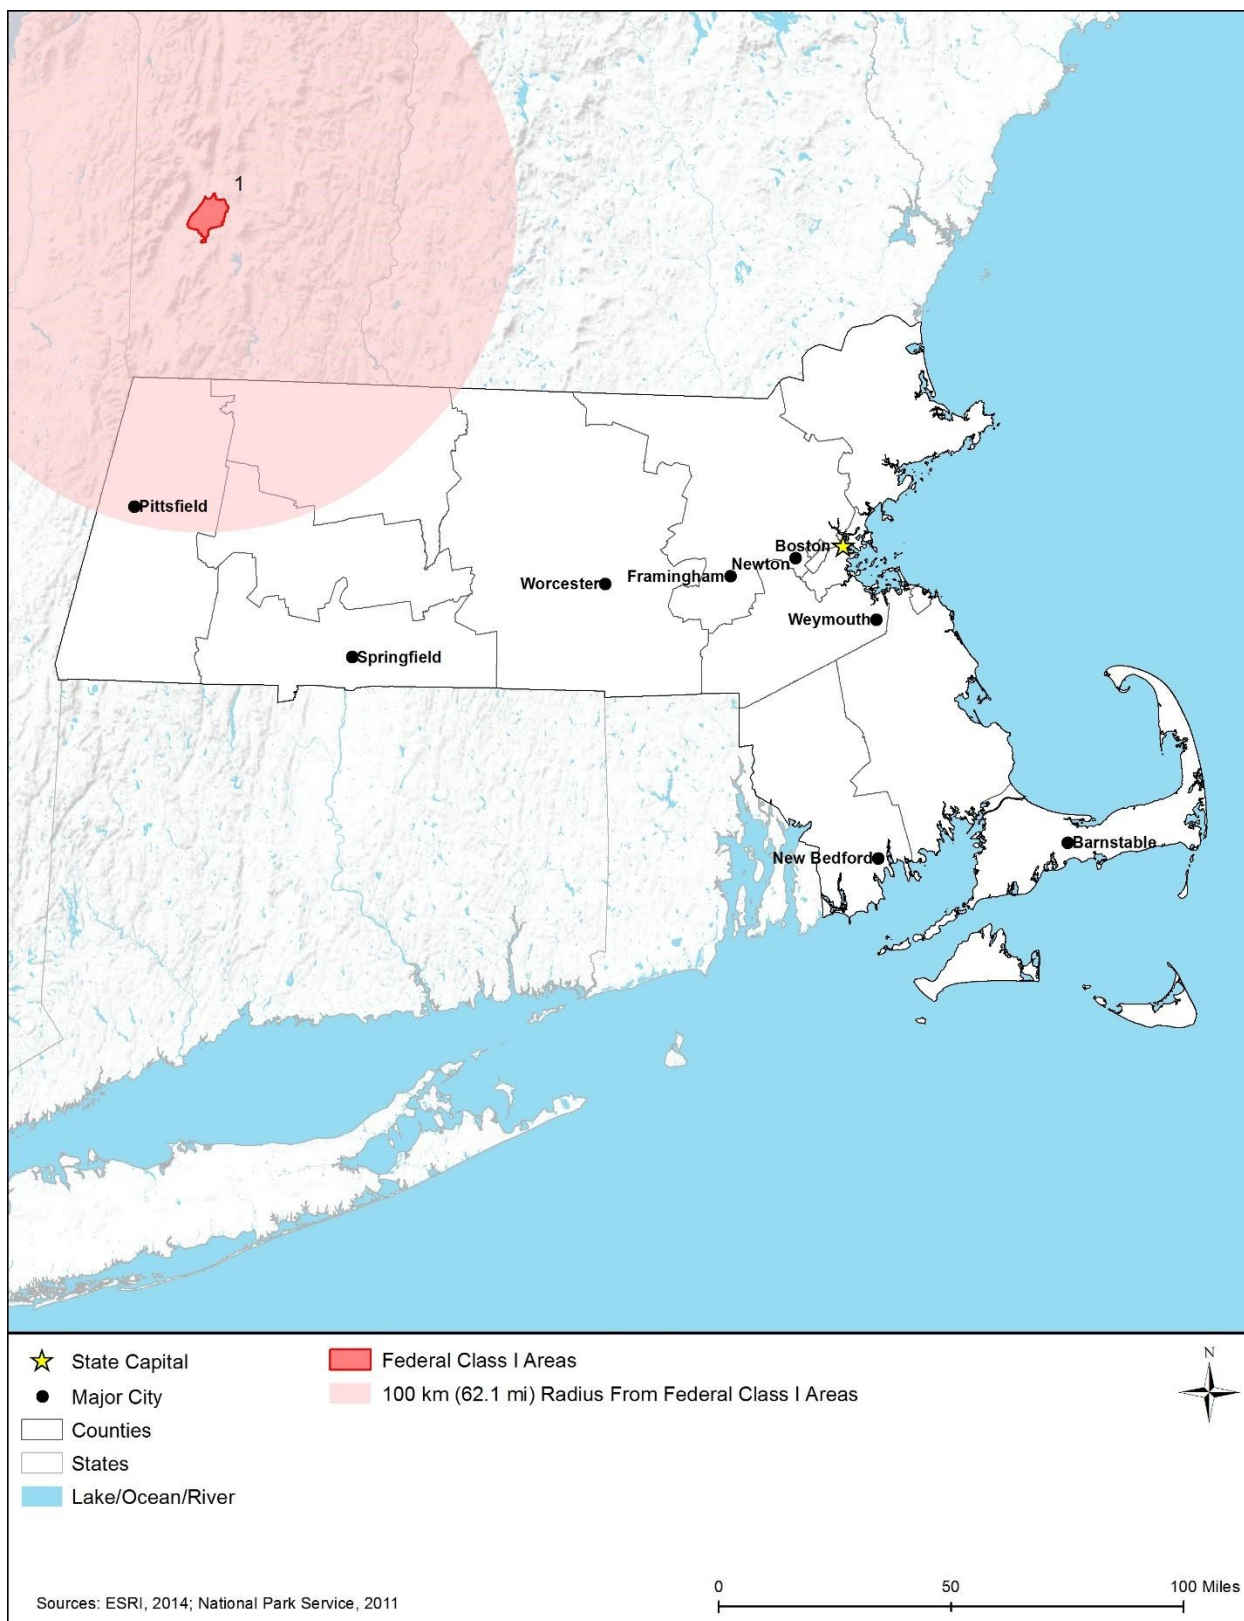 1
Pittsfield
Boston
Newton
Framingham
Worcester
Weymouth
Springfield
Barnstable
New Bedford
State Capital
Major City
Counties
States
Lake/Ocean/River
Federal Class I Areas
100 km (62.1 mi) Radius From Federal Class I Areas
N
0 50 100 Miles
Sources: ESRI, 2014; National Park Service, 2011